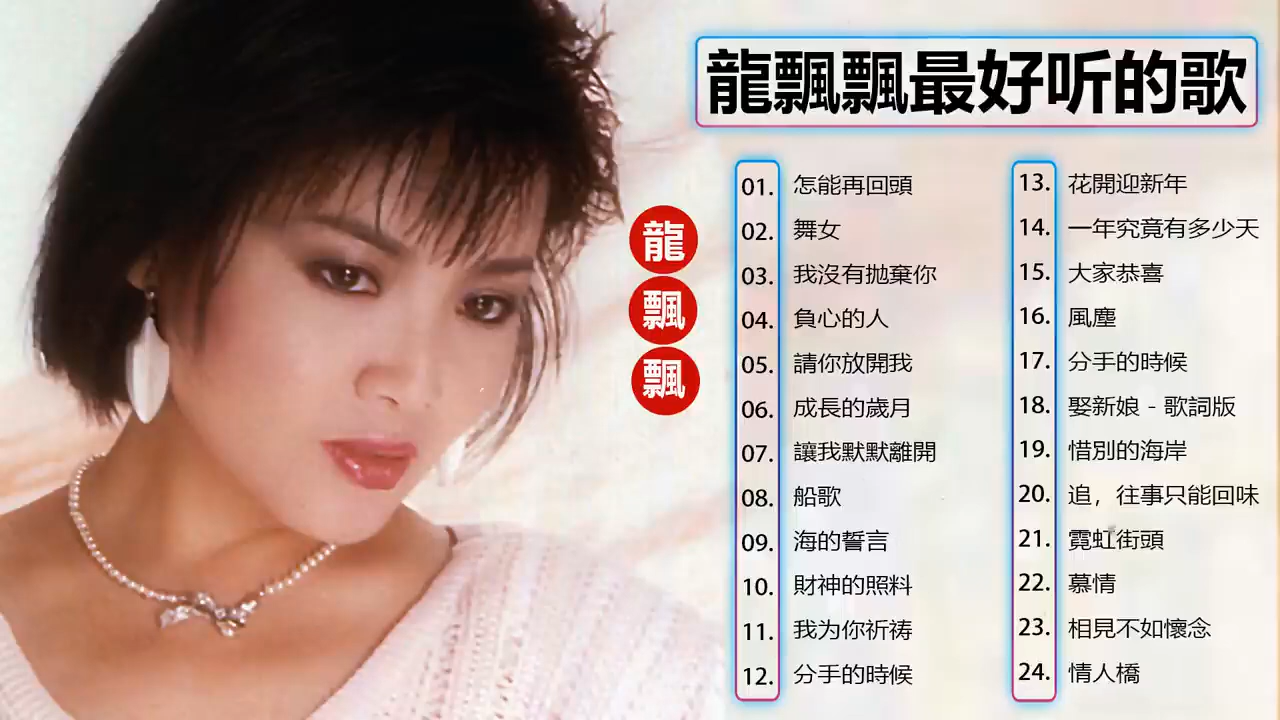 龍飄飄最好听的歌
龍
飄
飄
01. 怎能再回頭
02. 舞女
03. 我沒有抛棄你
04. 負心的人
05. 請你放開我
06. 成長的歲月
07. 讓我默默離開
08. 船歌
09. 海的誓言
10. 財神的照料
11. 我为你祈祷
12. 分手的時候
13. 花開迎新年
14. 一年究竟有多少天
15. 大家恭喜
16. 風塵
17. 分手的時候
18. 娶新娘 - 歌詞版
19. 惜別的海岸
20. 追，往事只能回味
21. 霓虹街頭
22. 慕情
23. 相見不如懷念
24. 情人橋